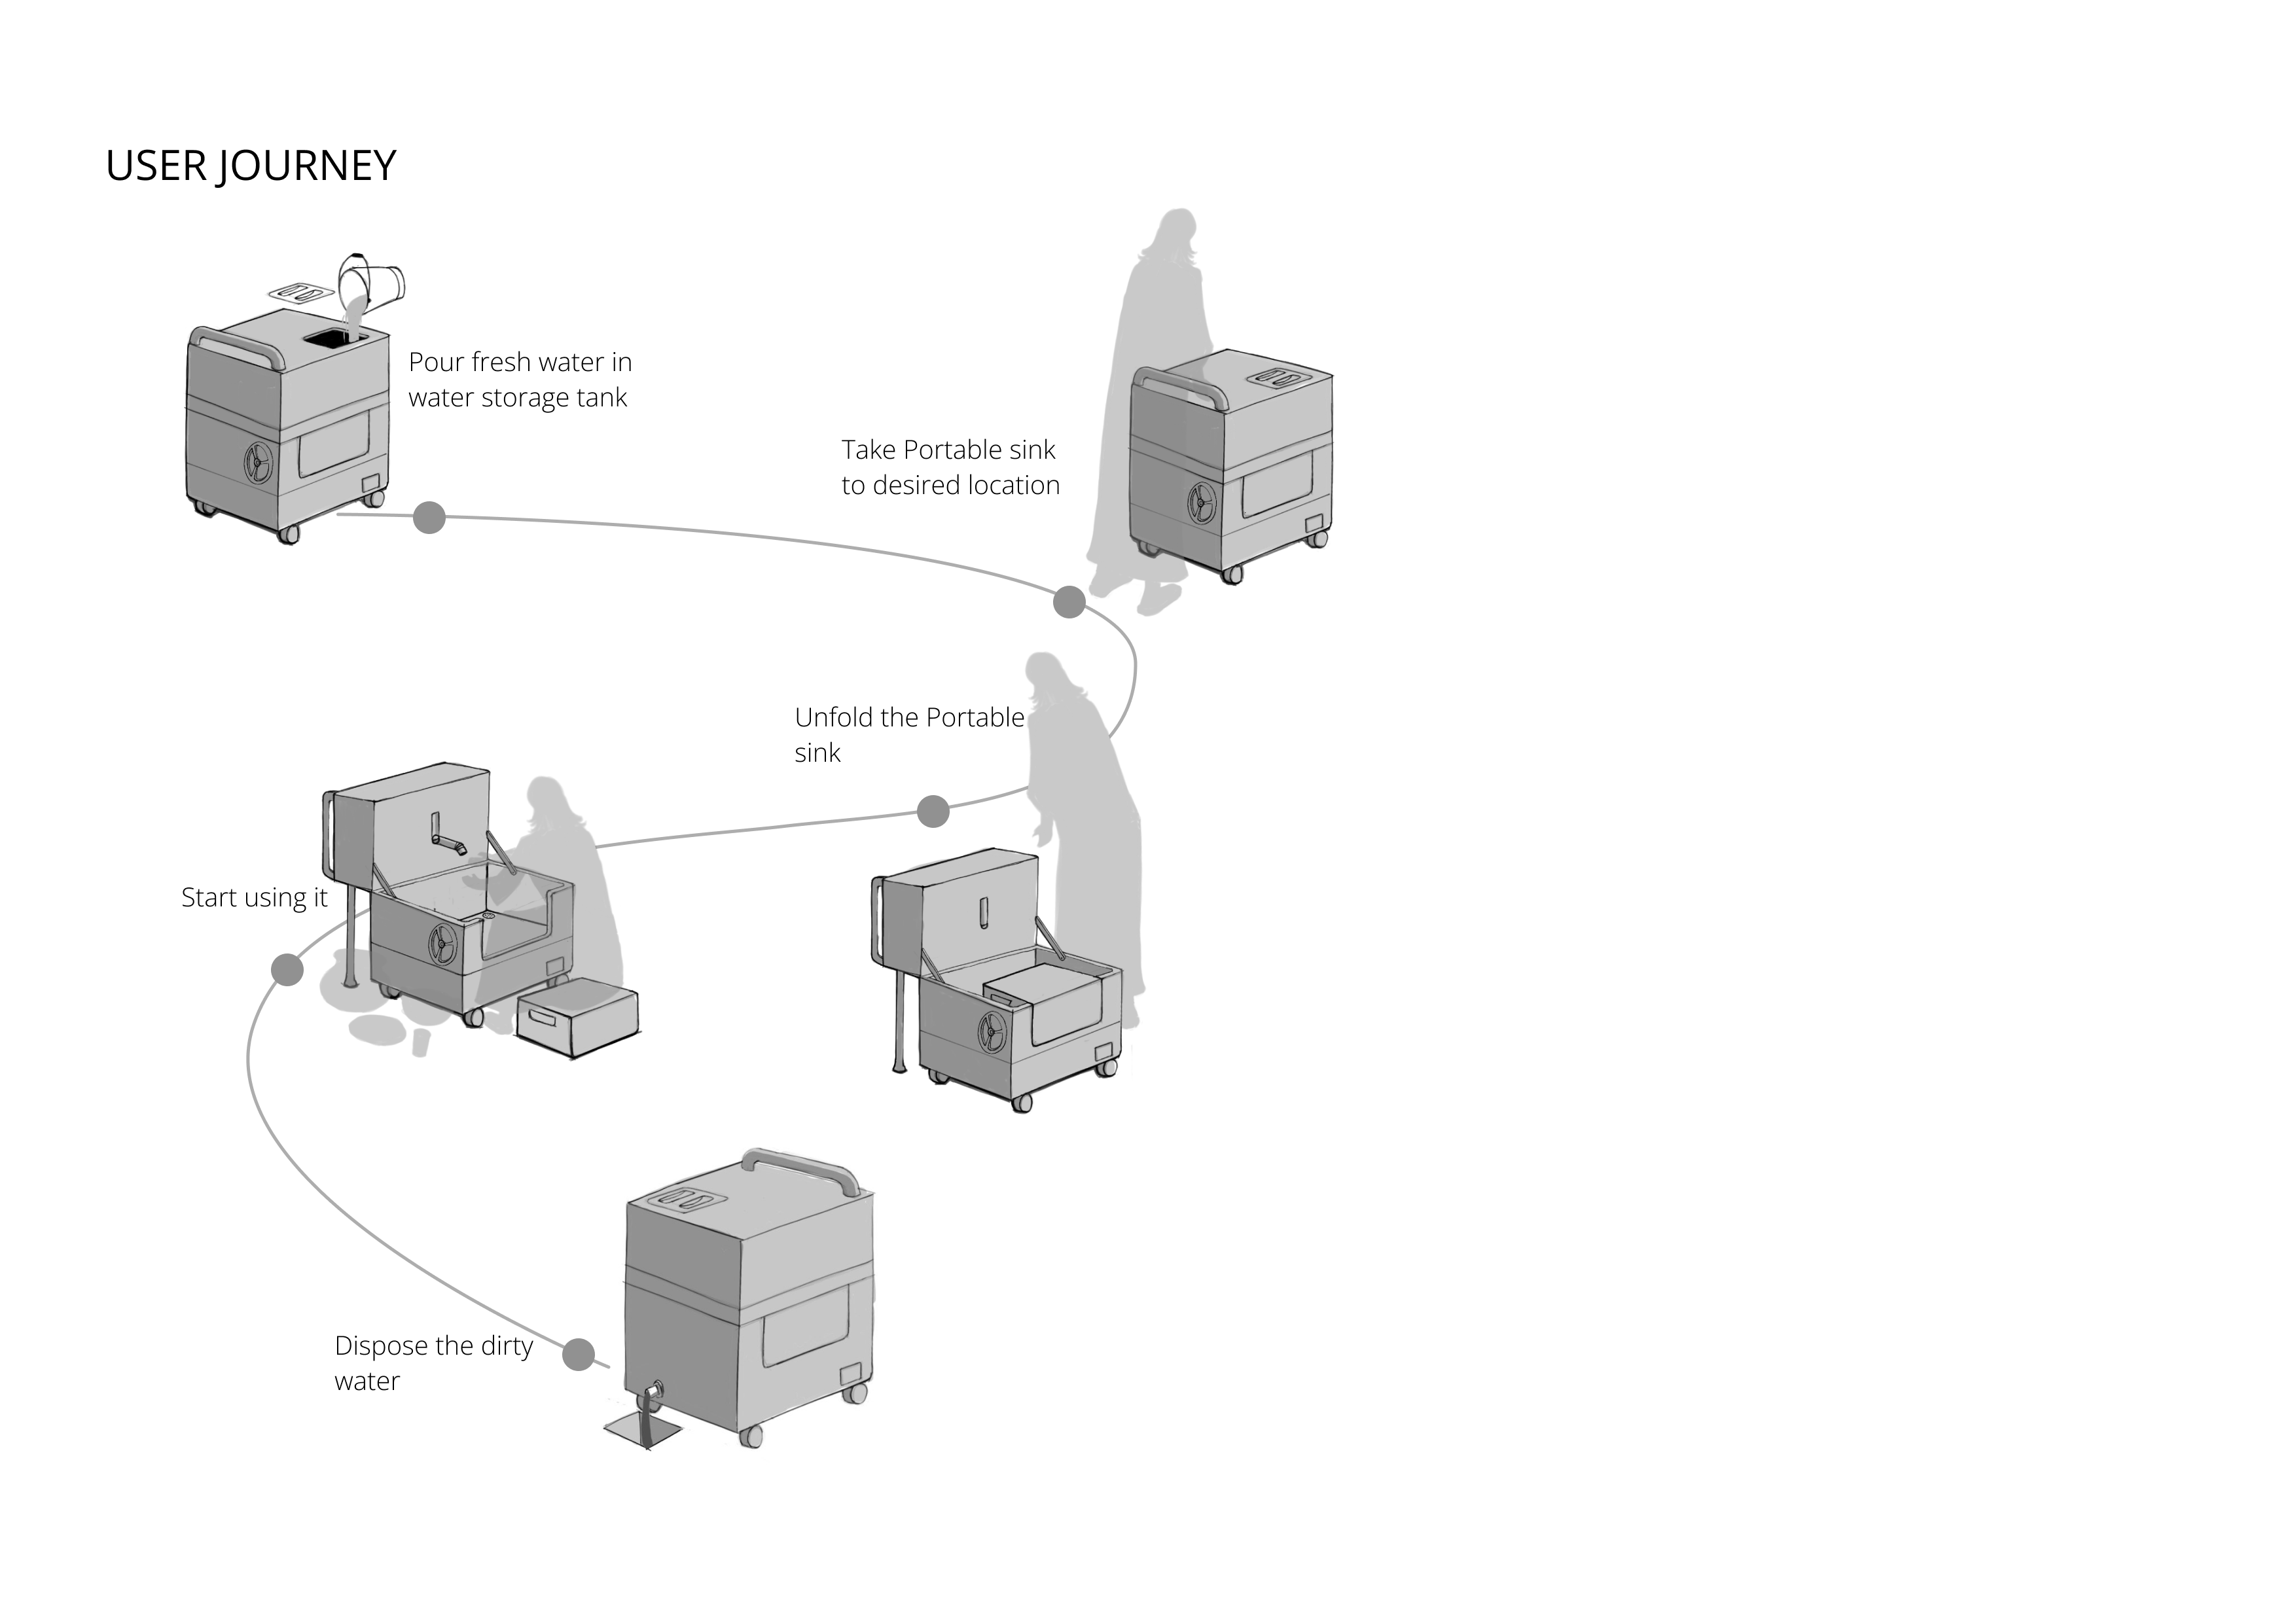 USER JOURNEY
Pour fresh water in
water storage tank
Take Portable sink
to desired location
Unfold the Portable
sink
Start using it
Dispose the dirty
water